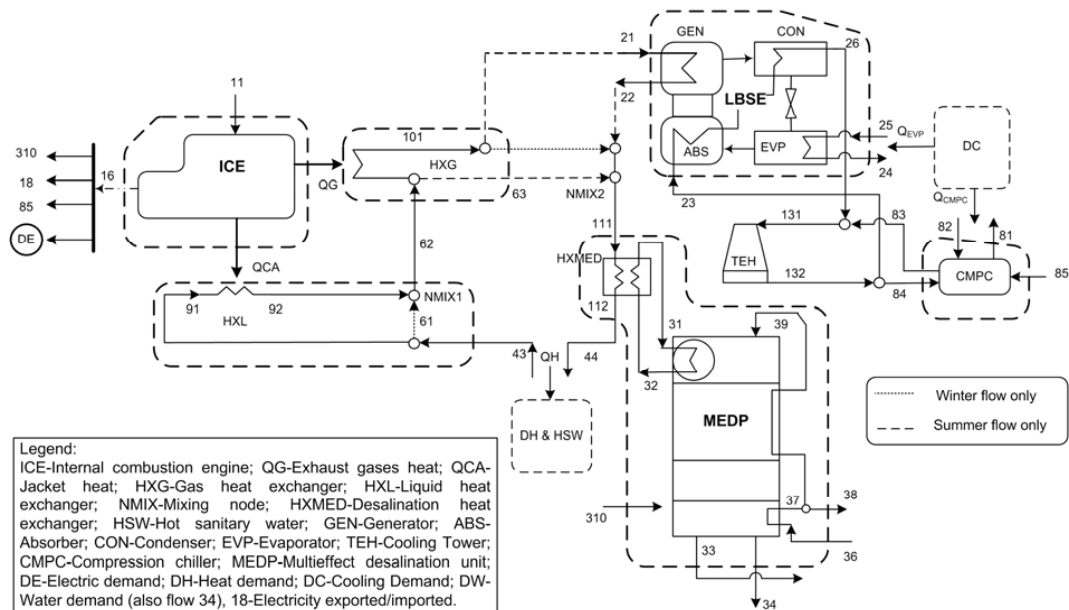 21
GEN
CON
26
11
22
LBSE
101
25
Q_EVP
DC
310
ICE
HXG
ABS
EVP
24
16
QG
63
NMIX2
23
Q_CMPC
18
85
62
111
131
83
82
81
DE
HXMED
TEH
CMPC
85
QCA
132
84
NMIX1
112
91
92
61
31
39
HXL
43
QH
44
32
Winter flow only
DH & HSW
MEDP
Summer flow only
Legend:
ICE-Internal combustion engine; QG-Exhaust gases heat; QCA-
Jacket heat; HXG-Gas heat exchanger; HXL-Liquid heat
exchanger; NMIX-Mixing node; HXMED-Desalination heat
exchanger; HSW-Hot sanitary water; GEN-Generator; ABS-
Absorber; CON-Condenser; EVP-Evaporator; TEH-Cooling Tower;
CMPC-Compression chiller; MEDP-Multieffect desalination unit;
DE-Electric demand; DH-Heat demand; DC-Cooling Demand; DW-
Water demand (also flow 34), 18-Electricity exported/imported.
310
37
38
33
36
34